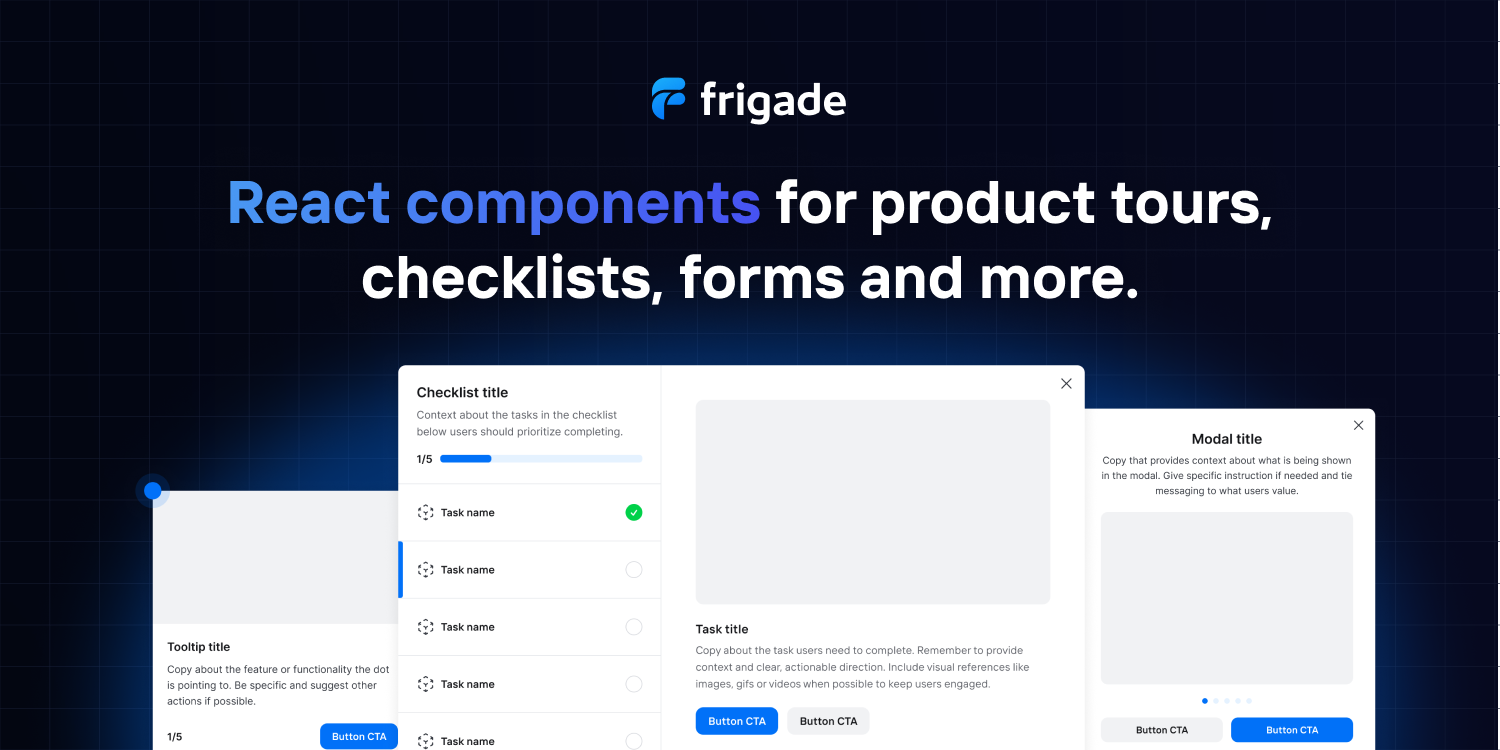 frigade
React components for product tours,
checklists, forms and more.
Tooltip title
Copy about the feature or functionality the dot
is pointing to. Be specific and suggest other
actions if possible.
1/5
Button CTA
Checklist title
Context about the tasks in the checklist
below users should prioritize completing.
1/5
Task name
Task name
Task name
Task name
Task name
Task title
Copy about the task users need to complete. Remember to provide
context and clear, actionable direction. Include visual references like
images, gifs or videos when possible to keep users engaged.
Button CTA
Button CTA
Modal title
Copy that provides context about what is being shown
in the modal. Give specific instruction if needed and tie
messaging to what users value.
Button CTA
Button CTA